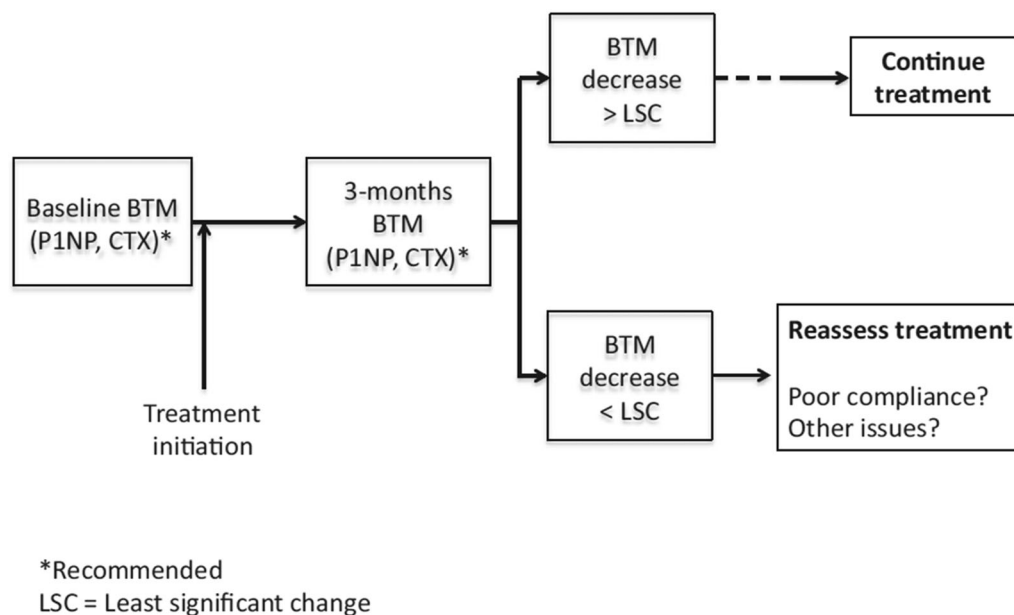 Baseline BTM
(P1NP, CTX)*
Treatment
initiation
3-months
BTM
(P1NP, CTX)*
BTM
decrease
> LSC
Continue
treatment
BTM
decrease
< LSC
Reassess treatment
Poor compliance?
Other issues?
*Recommended
LSC = Least significant change